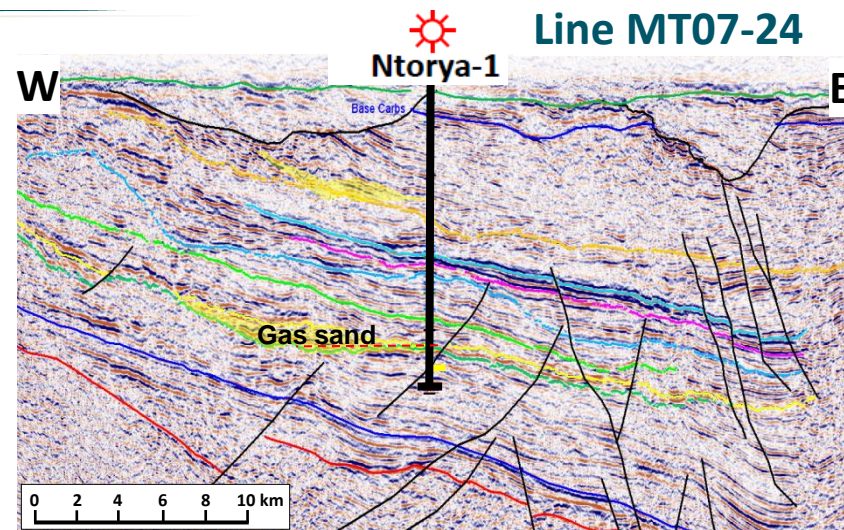 Line MT07-24
Ntorya-1
W
E
Base Carbs
Gas sand
0 2 4 6 8 10 km